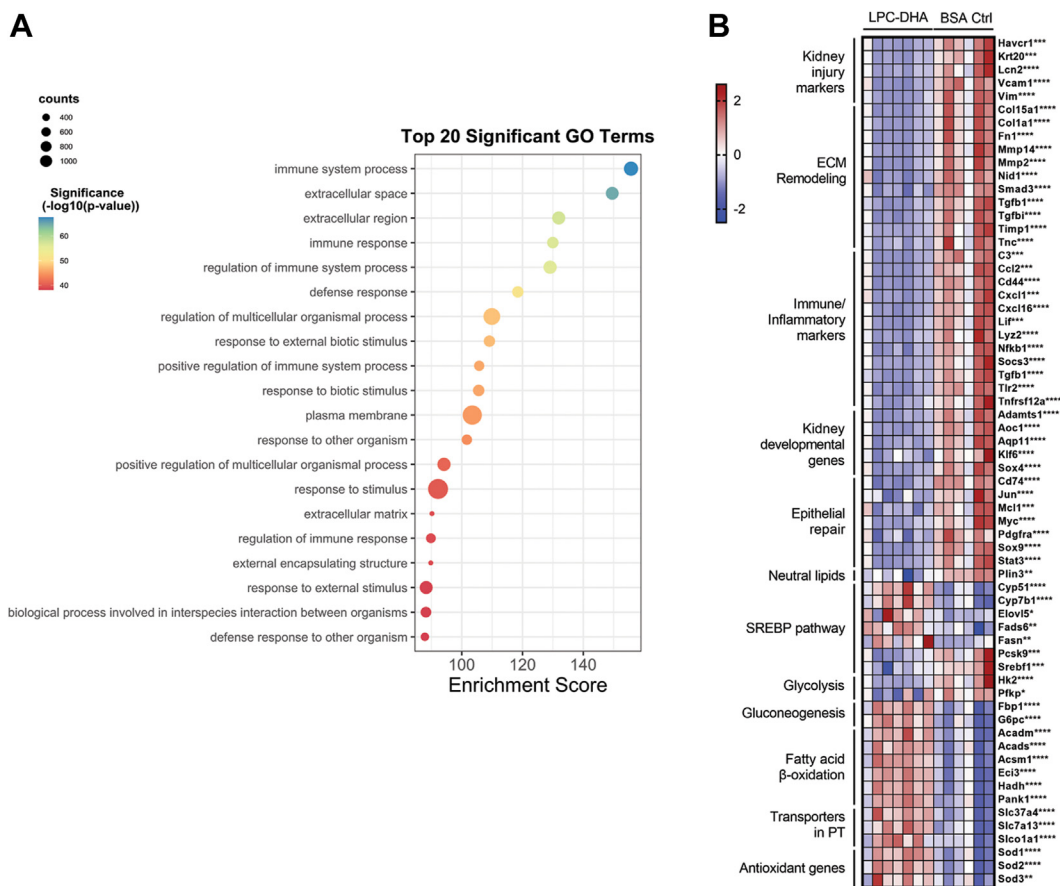 A
counts
400
600
800
1000
Significance
(-log10(p-value))
60
50
40
Top 20 Significant GO Terms
immune system process
extracellular space
extracellular region
immune response
regulation of immune system process
defense response
regulation of multicellular organismal process
response to external biotic stimulus
positive regulation of immune system process
response to biotic stimulus
plasma membrane
response to other organism
positive regulation of multicellular organismal process
response to stimulus
extracellular matrix
regulation of immune response
external encapsulating structure
response to external stimulus
biological process involved in interspecies interaction between organisms
defense response to other organism
100
120
140
Enrichment Score
B
LPC-DHA
BSA Ctrl
2
0
-2
Kidney
injury
markers
ECM
Remodeling
Immune/
Inflammatory
markers
Kidney
developmental
genes
Epithelial
repair
Neutral lipids
SREBP pathway
Glycolysis
Gluconeogenesis
Fatty acid
β-oxidation
Transporters
in PT
Antioxidant genes
Havcr1***
Krt20***
Lcn2****
Vcam1****
Vim****
Col15a1****
Col1a1****
Fn1****
Mmp14****
Mmp2****
Nid1****
Smad3****
Tgfb1****
Tgfbi****
Timp1****
Tnc****
C3***
Ccl2***
Cd44****
Cxcl1***
Cxcl16****
Lif***
Lyz2****
Nfkb1****
Socs3****
Tgfb1****
Tlr2****
Tnfrsf12a****
Adamts1****
Aoc1****
Aqp11****
Klf6****
Sox4****
Cd74****
Jun****
Mcl1***
Myc****
Pdgfra****
Sox9****
Stat3****
Plin3**
Cyp51****
Cyp7b1****
Elovl5*
Fads6**
Fasn**
Pcsk9***
Srebf1***
Hk2****
Pfkp*
Fbp1****
G6pc****
Acadm****
Acads****
Acsm1****
Eci3****
Hadh****
Pank1****
Slc37a4****
Slc7a13****
Slco1a1****
Sod1****
Sod2****
Sod3**